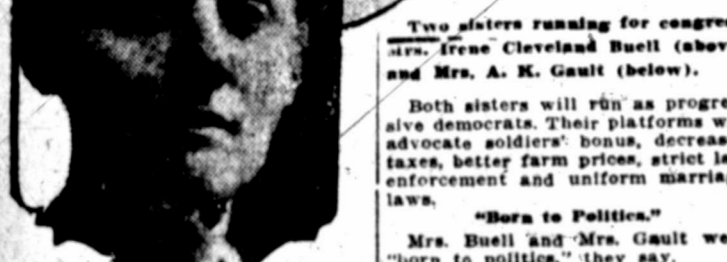 Two sisters running for congre
Mrs. Irene Cleveland Buell (abov
and Mrs. A. K. Gault (below).
Both sisters will run as progre
sive democrats. Their platforms w
advocate soldiers' bonus, decreas
taxes, better farm prices, strict la
enforcement and uniform marria
laws.
"Born to Politics."
Mrs. Buell and Mrs. Gault we
"born to politics," they say.